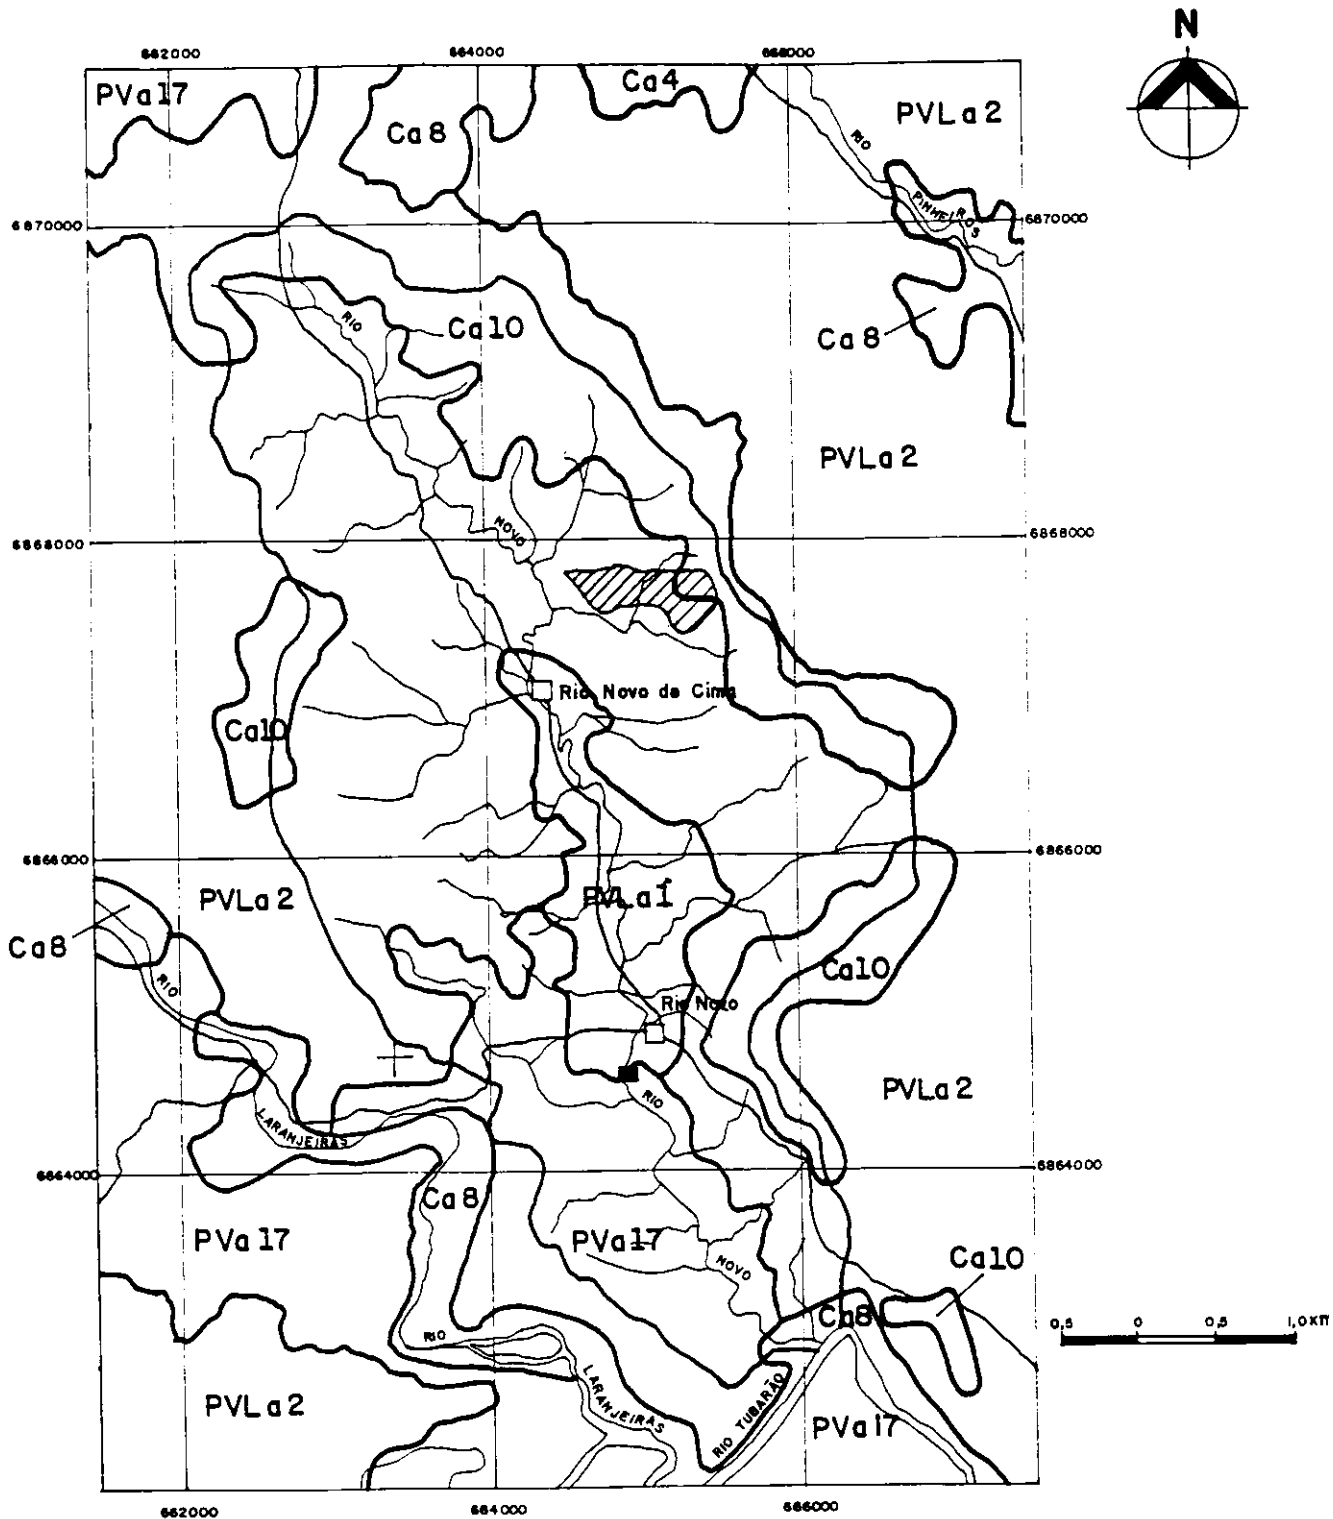 N
662000 664000 666000
PVa17
Ca4
Ca8
PVLa2
RIO
PINHEIROS
6870000 6870000
Ca10
RIO
Ca8
PVLa2
NOVO
6868000 6868000
Rio Novo de Cima
Ca10
6866000 6866000
PVLa2
PVLa1
Ca8
Ca10
RIO
Rio Novo
PVLa2
RIO
LARANJEIRAS
6864000 6864000
Ca8
PVa17
PVa17
NOVO
Ca10
Ca8
0,5 0 0,5 1,0 km
RIO
LARANJEIRAS
RIO TUBARÃO
PVLa2
PVa17
662000 664000 666000